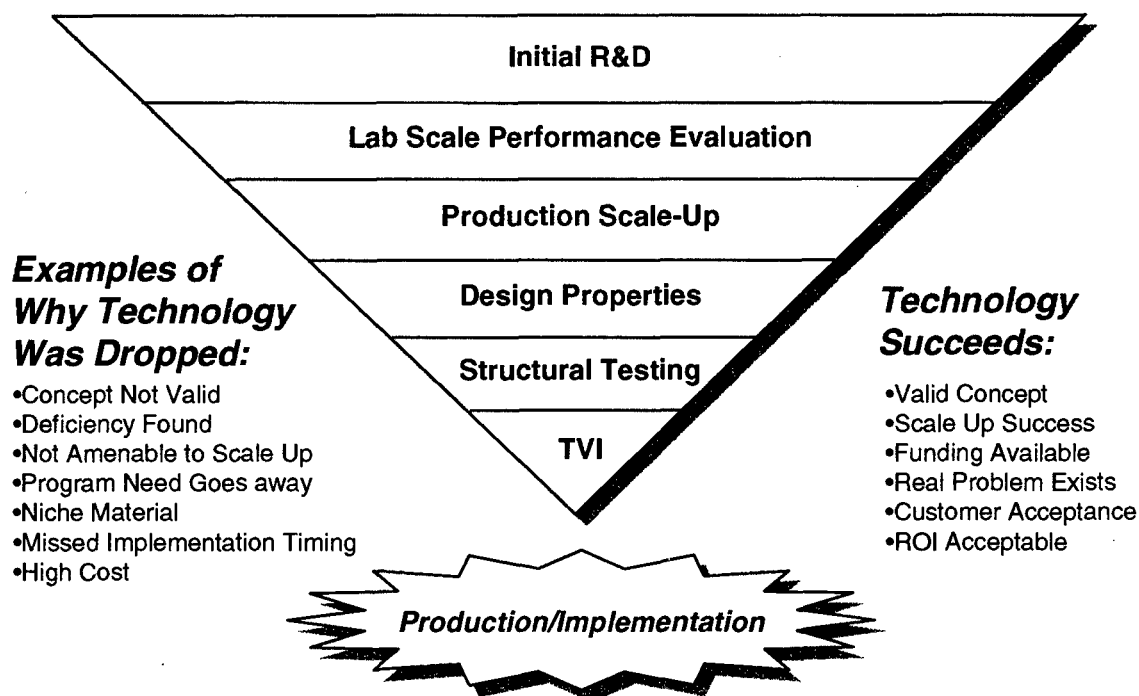 Initial R&D
Lab Scale Performance Evaluation
Production Scale-Up
Design Properties
Structural Testing
TVI
Examples of
Why Technology
Was Dropped:
•Concept Not Valid
•Deficiency Found
•Not Amenable to Scale Up
•Program Need Goes away
•Niche Material
•Missed Implementation Timing
•High Cost
Technology
Succeeds:
•Valid Concept
•Scale Up Success
•Funding Available
•Real Problem Exists
•Customer Acceptance
•ROI Acceptable
Production/Implementation